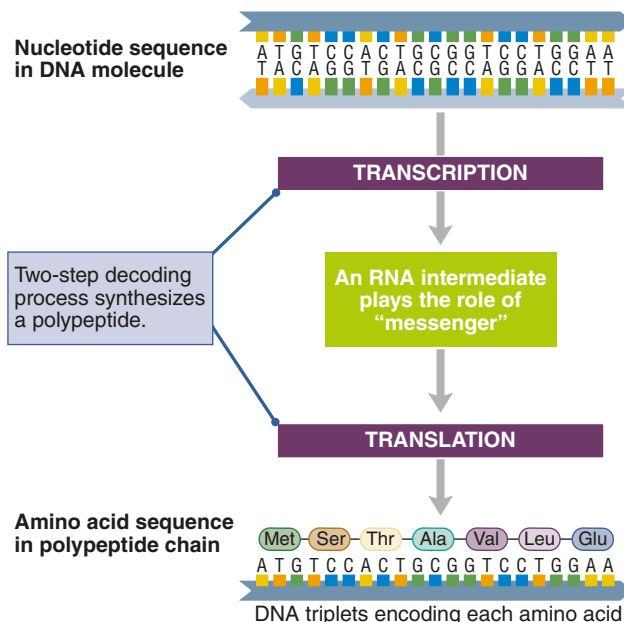 Nucleotide sequence
in DNA molecule
A T G T C C A C T G C G G T C C T G G A A
T A C A G G T G A C G C C A G G A C C T T
TRANSCRIPTION
Two-step decoding
process synthesizes
a polypeptide.
An RNA intermediate
plays the role of
“messenger”
TRANSLATION
Amino acid sequence
in polypeptide chain
Met Ser Thr Ala Val Leu Glu
A T G T C C A C T G C G G T C C T G G A A
DNA triplets encoding each amino acid